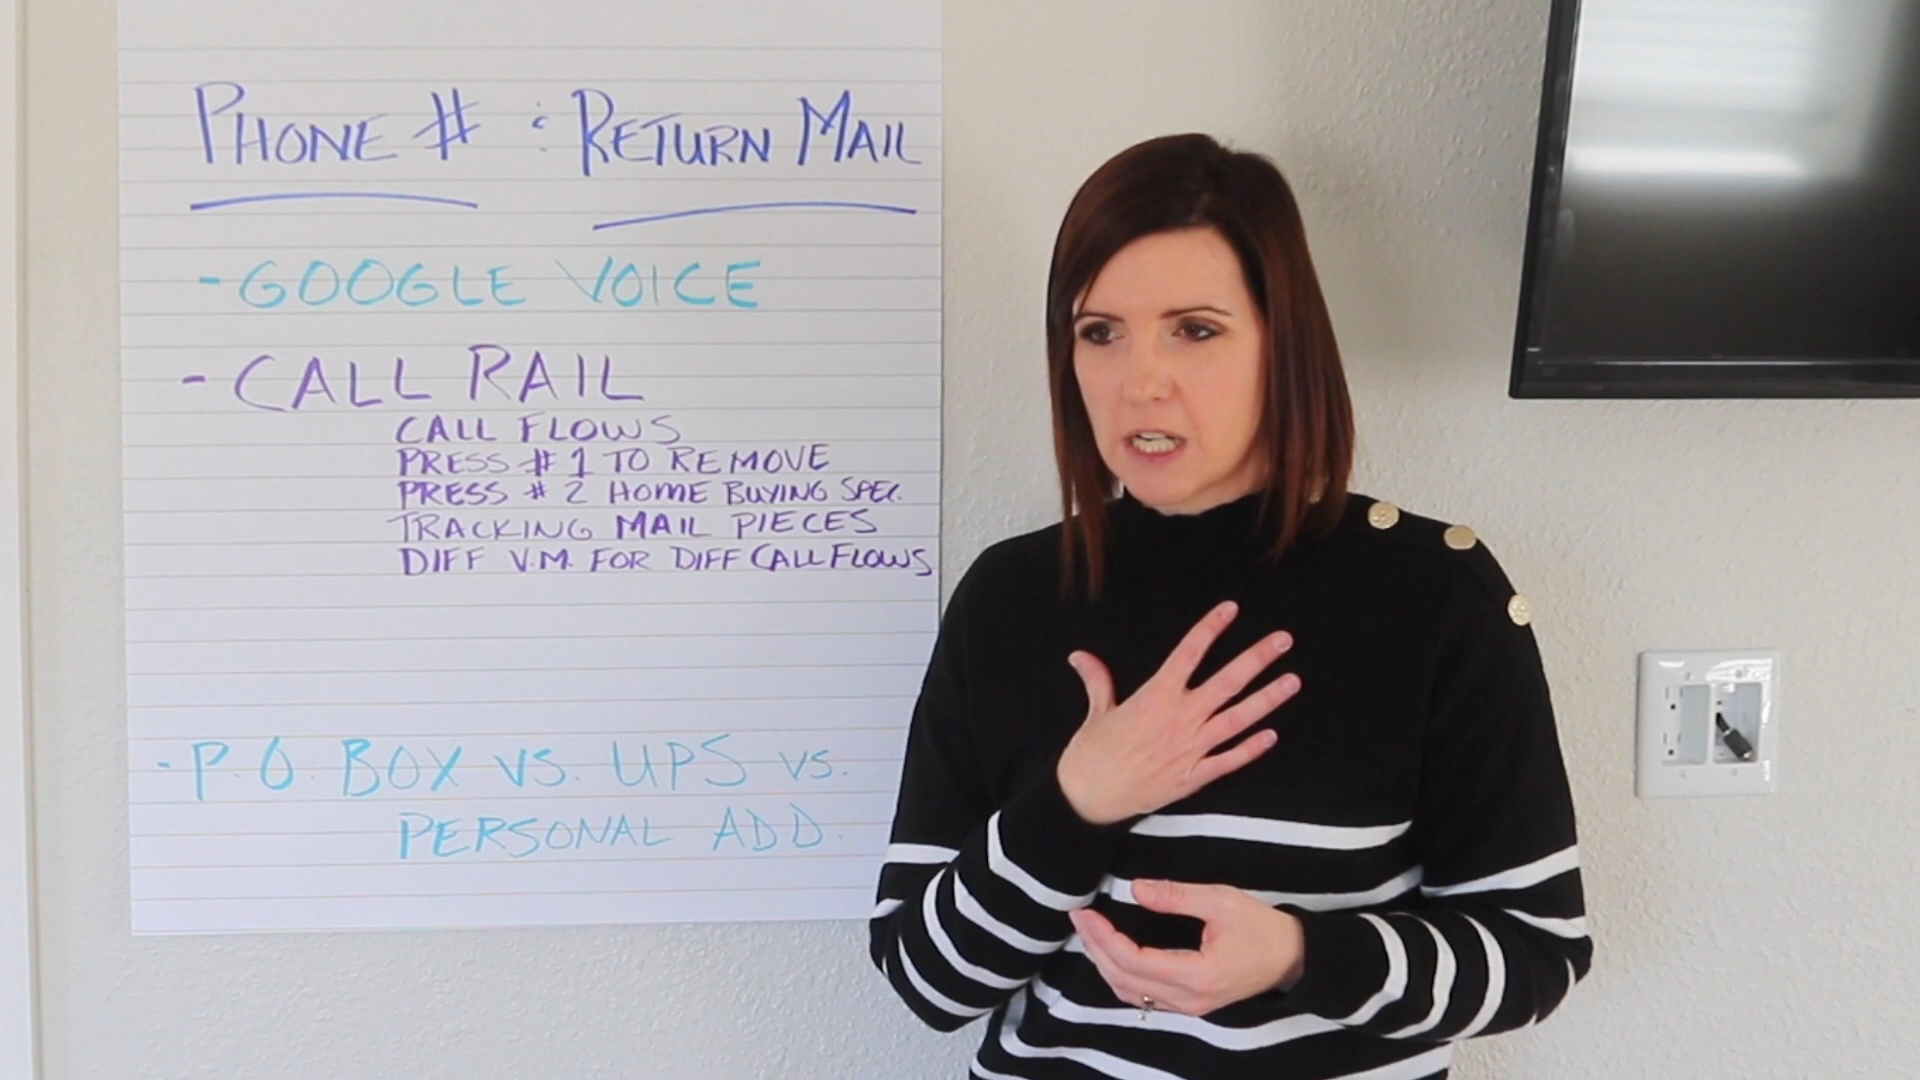 PHONE # & RETURN MAIL
- GOOGLE VOICE
- CALL RAIL
CALL FLOWS
PRESS # 1 TO REMOVE
PRESS # 2 HOME BUYING SPEC.
TRACKING MAIL PIECES
DIFF V.M. FOR DIFF CALL FLOWS
- P.O. BOX VS. UPS VS.
PERSONAL ADD.